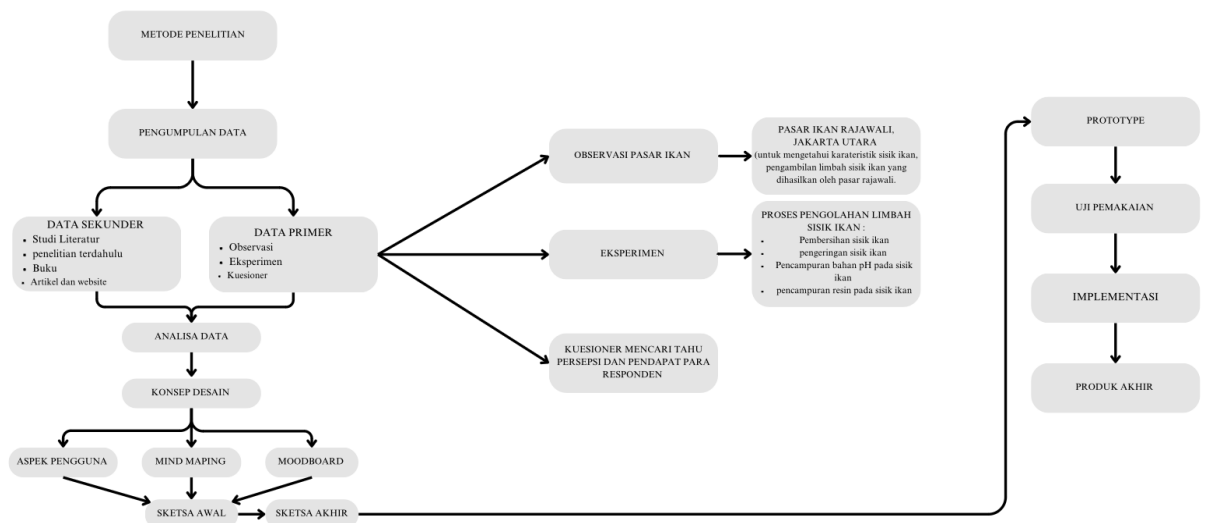 METODE PENELITIAN
PENGUMPULAN DATA
DATA SEKUNDER
• Studi Literatur
• penelitian terdahulu
• Buku
• Artikel dan website
DATA PRIMER
• Observasi
• Eksperimen
• Kuesioner
ANALISA DATA
KONSEP DESAIN
ASPEK PENGGUNA
MIND MAPING
MOODBOARD
SKETSA AWAL
SKETSA AKHIR
OBSERVASI PASAR IKAN
PASAR IKAN RAJAWALI,
JAKARTA UTARA
(untuk mengetahui karateristik sisik ikan,
pengambilan limbah sisik ikan yang
dihasilkan oleh pasar rajawali.
EKSPERIMEN
PROSES PENGOLAHAN LIMBAH
SISIK IKAN :
• Pembersihan sisik ikan
• pengeringan sisik ikan
• Pencampuran bahan pH pada sisik
ikan
• pencampuran resin pada sisik ikan
KUESIONER MENCARI TAHU
PERSEPSI DAN PENDAPAT PARA
RESPONDEN
PROTOTYPE
UJI PEMAKAIAN
IMPLEMENTASI
PRODUK AKHIR